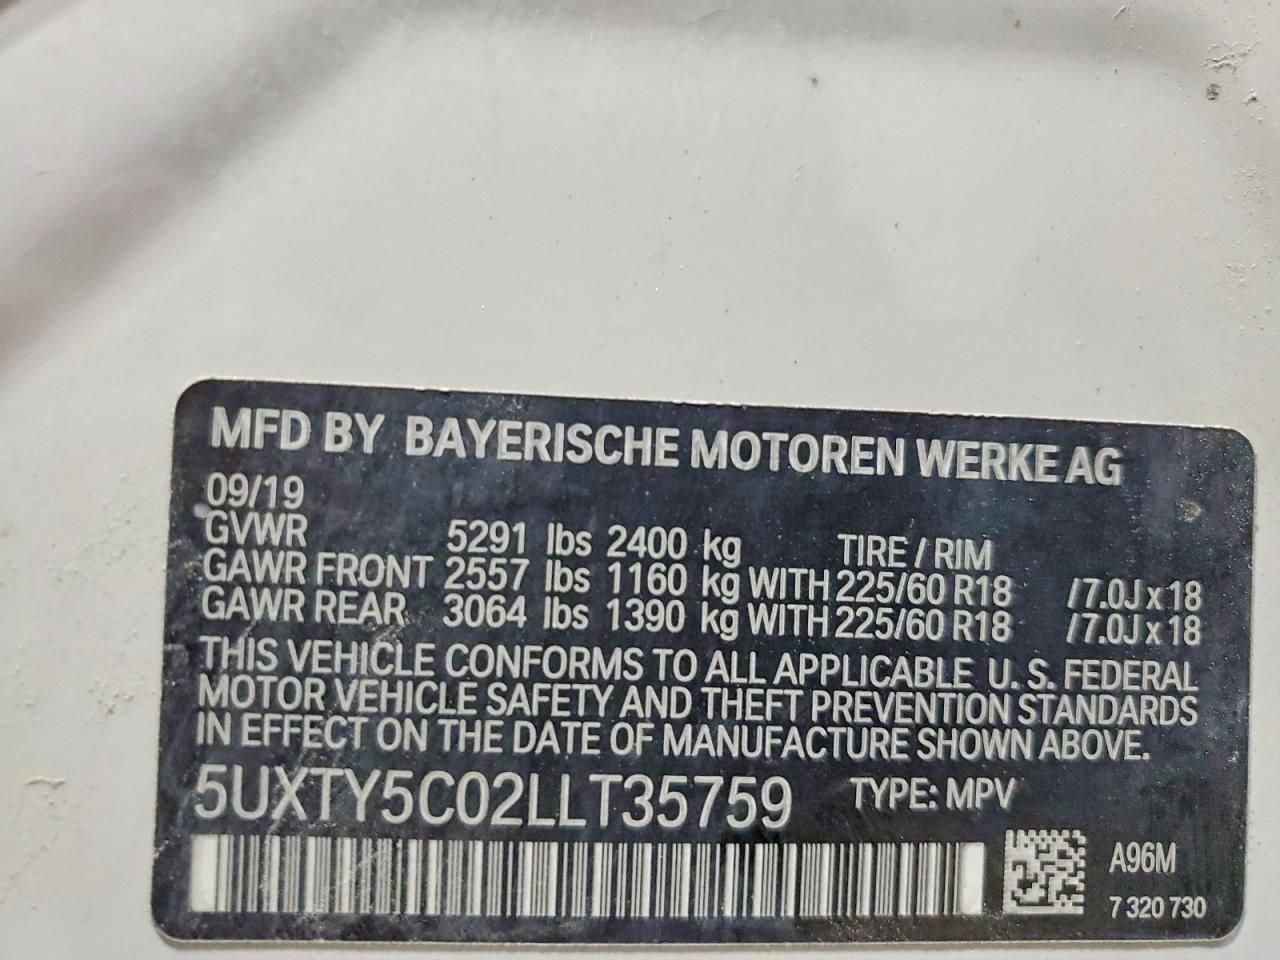 MFD BY BAYERISCHE MOTOREN WERKE AG
09/19
GVWR 5291 lbs 2400 kg TIRE / RIM
GAWR FRONT 2557 lbs 1160 kg WITH 225/60 R18 /7.0J x 18
GAWR REAR 3064 lbs 1390 kg WITH 225/60 R18 /7.0J x 18
THIS VEHICLE CONFORMS TO ALL APPLICABLE U. S. FEDERAL
MOTOR VEHICLE SAFETY AND THEFT PREVENTION STANDARDS
IN EFFECT ON THE DATE OF MANUFACTURE SHOWN ABOVE.
5UXTY5C02LLT35759 TYPE: MPV
A96M
7 320 730